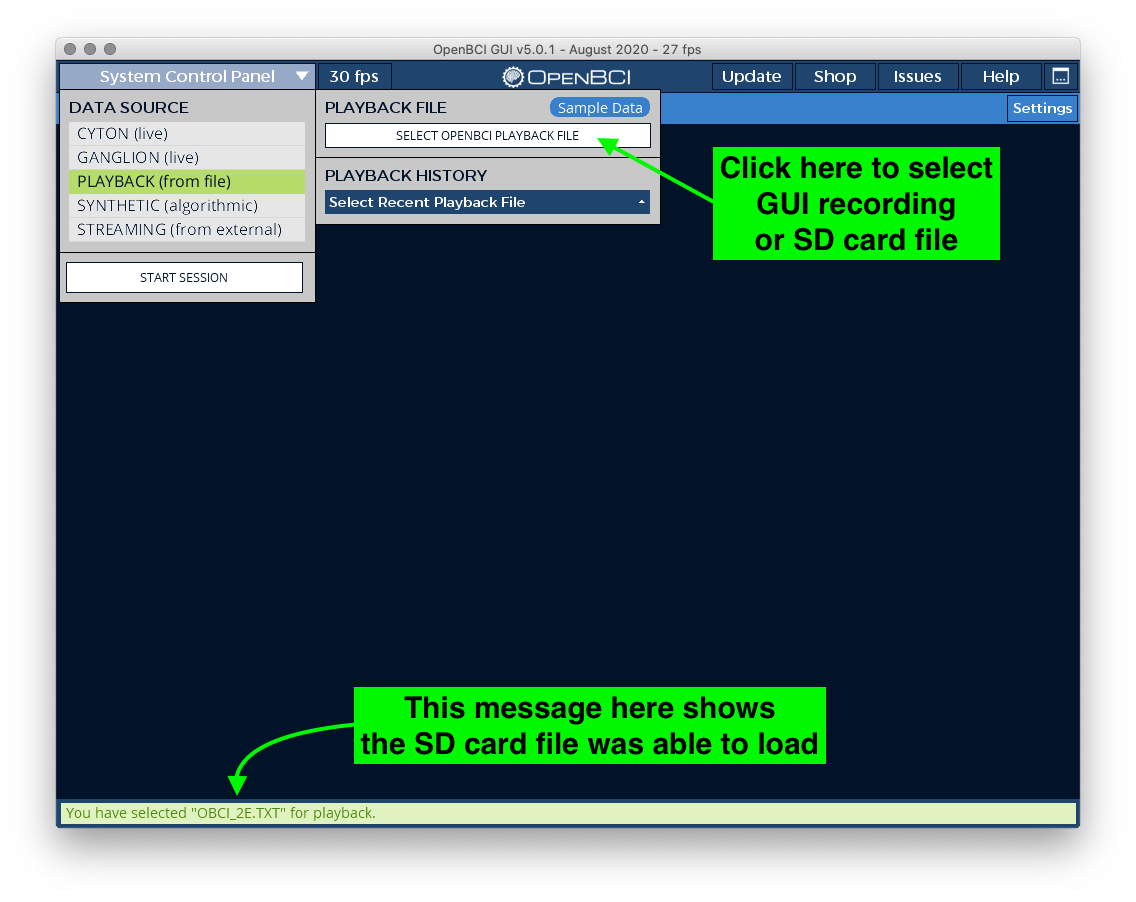 OpenBCI GUI v5.0.1 - August 2020 - 27 fps
System Control Panel
30 fps
OPENBCI
Update
Shop
Issues
Help
Settings
DATA SOURCE
CYTON (live)
GANGLION (live)
PLAYBACK (from file)
SYNTHETIC (algorithmic)
STREAMING (from external)
START SESSION
PLAYBACK FILE
Sample Data
SELECT OPENBCI PLAYBACK FILE
PLAYBACK HISTORY
Select Recent Playback File
Click here to select
GUI recording
or SD card file
This message here shows
the SD card file was able to load
You have selected "OBCI_2E.TXT" for playback.